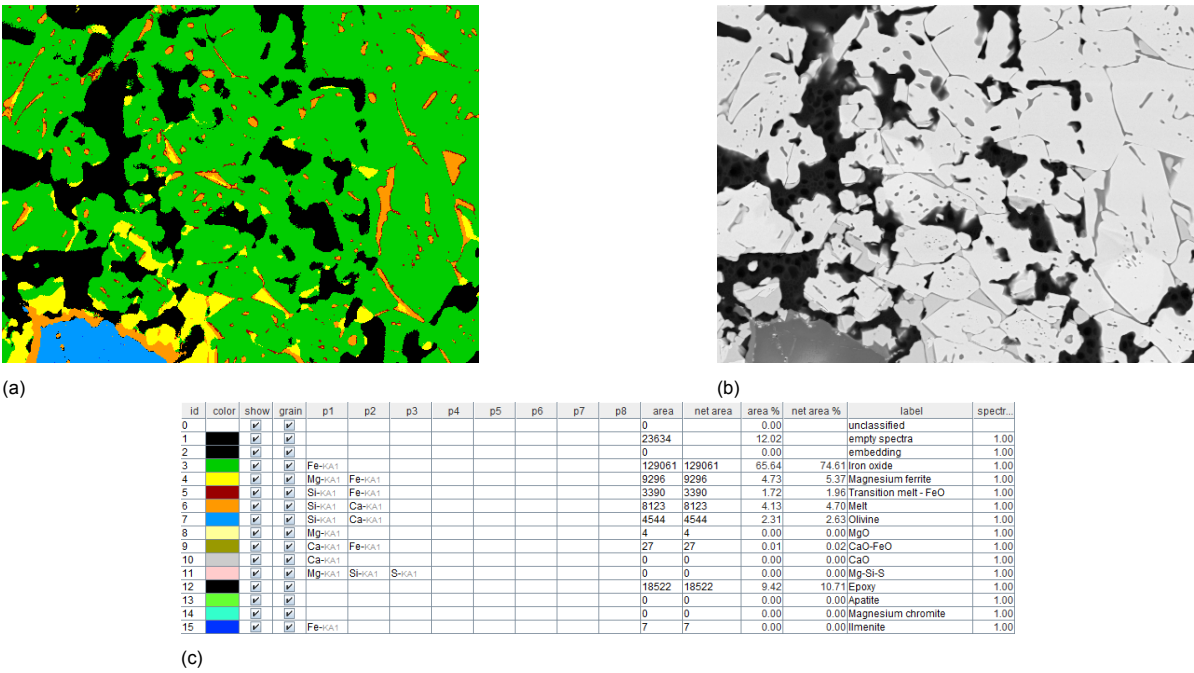 (a)
(b)
id color show grain p1 p2 p3 p4 p5 p6 p7 p8 area net area area % net area % label spectr...
0 0 0.00 unclassified
1 23634 12.02 empty spectra 1.00
2 0 0.00 embedding 1.00
3 Fe-KA1 129061 129061 65.64 74.61 Iron oxide 1.00
4 Mg-KA1 Fe-KA1 9296 9296 4.73 5.37 Magnesium ferrite 1.00
5 Si-KA1 Fe-KA1 3390 3390 1.72 1.96 Transition melt - FeO 1.00
6 Si-KA1 Ca-KA1 8123 8123 4.13 4.70 Melt 1.00
7 Si-KA1 Ca-KA1 4544 4544 2.31 2.63 Olivine 1.00
8 Mg-KA1 4 4 0.00 0.00 MgO 1.00
9 Ca-KA1 Fe-KA1 27 27 0.01 0.02 CaO-FeO 1.00
10 Ca-KA1 0 0 0.00 0.00 CaO 1.00
11 Mg-KA1 Si-KA1 S-KA1 0 0 0.00 0.00 Mg-Si-S 1.00
12 18522 18522 9.42 10.71 Epoxy 1.00
13 0 0 0.00 0.00 Apatite 1.00
14 0 0 0.00 0.00 Magnesium chromite 1.00
15 Fe-KA1 7 7 0.00 0.00 Ilmenite 1.00
(c)